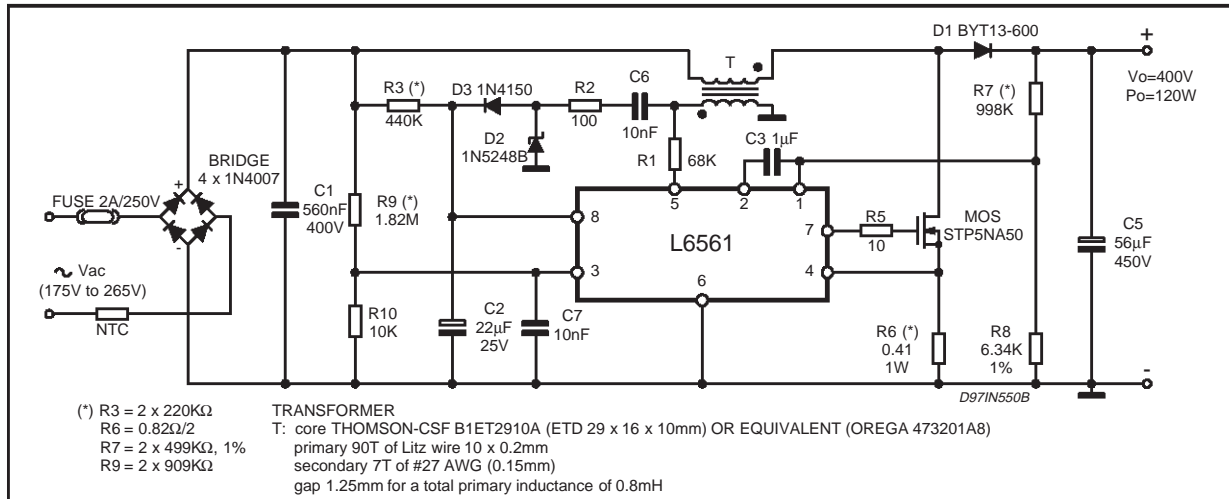 D1 BYT13-600
+
T
Vo=400V
Po=120W
R3 (*)
440K
D3 1N4150
R2
100
C6
10nF
R7 (*)
998K
D2
1N5248B
R1
68K
C3 1µF
BRIDGE
4 x 1N4007
+
-
FUSE 2A/250V
C1
560nF
400V
R9 (*)
1.82M
5
2
1
8
3
L6561
7
4
6
R5
10
MOS
STP5NA50
C5
56µF
450V
Vac
(175V to 265V)
NTC
R10
10K
C2
22µF
25V
C7
10nF
R6 (*)
0.41
1W
R8
6.34K
1%
-
D97IN550B
(*) R3 = 2 x 220KΩ
R6 = 0.82Ω/2
R7 = 2 x 499KΩ, 1%
R9 = 2 x 909KΩ
TRANSFORMER
T: core THOMSON-CSF B1ET2910A (ETD 29 x 16 x 10mm) OR EQUIVALENT (OREGA 473201A8)
primary 90T of Litz wire 10 x 0.2mm
secondary 7T of #27 AWG (0.15mm)
gap 1.25mm for a total primary inductance of 0.8mH